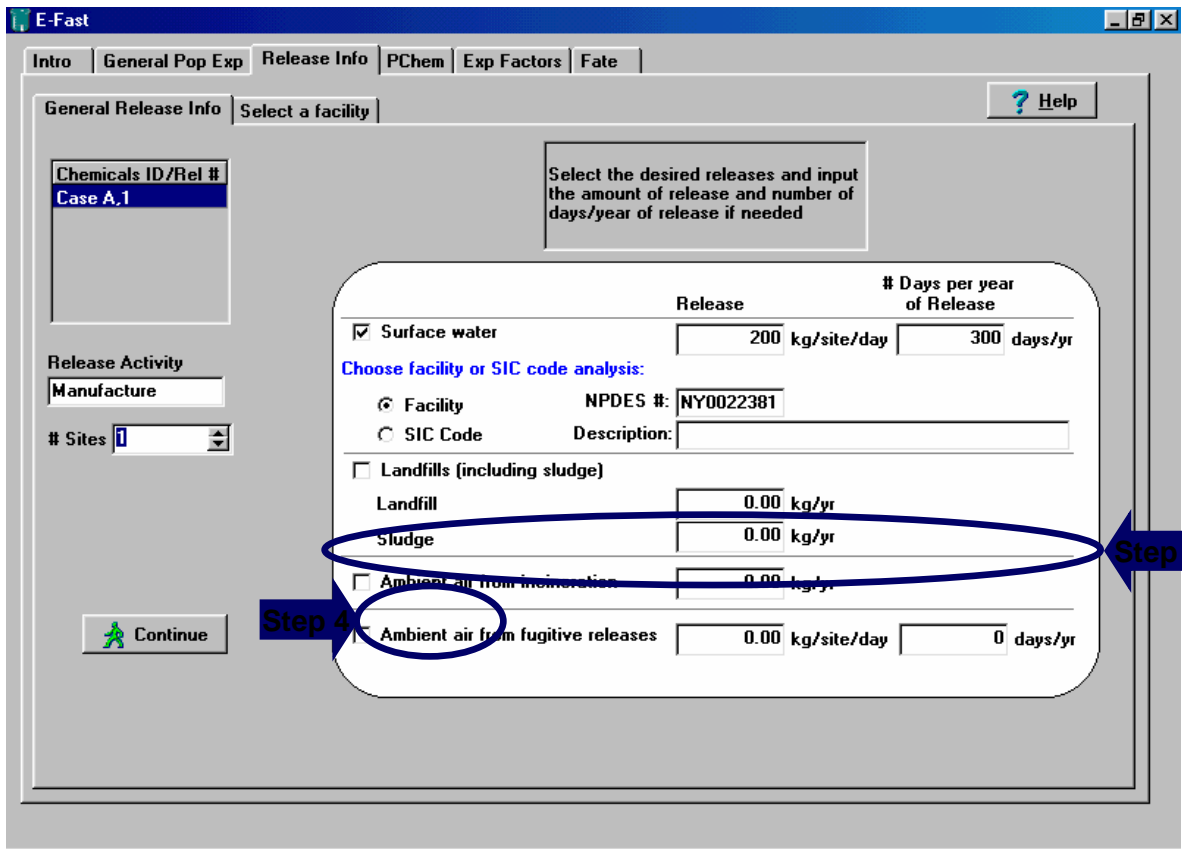 E-Fast
Intro General Pop Exp Release Info PChem Exp Factors Fate
General Release Info Select a facility
? Help
Chemicals ID/Rel #
Case A,1
Select the desired releases and input
the amount of release and number of
days/year of release if needed
Release Activity
Manufacture
# Sites 1
Continue
Release # Days per year
of Release
Surface water 200 kg/site/day 300 days/yr
Choose facility or SIC code analysis:
Facility NPDES #: NY0022381
SIC Code Description:
Landfills (including sludge)
Landfill 0.00 kg/yr
Sludge 0.00 kg/yr
Step
Ambient air from incineration 0.00 kg/yr
Step 4
Ambient air from fugitive releases 0.00 kg/site/day 0 days/yr